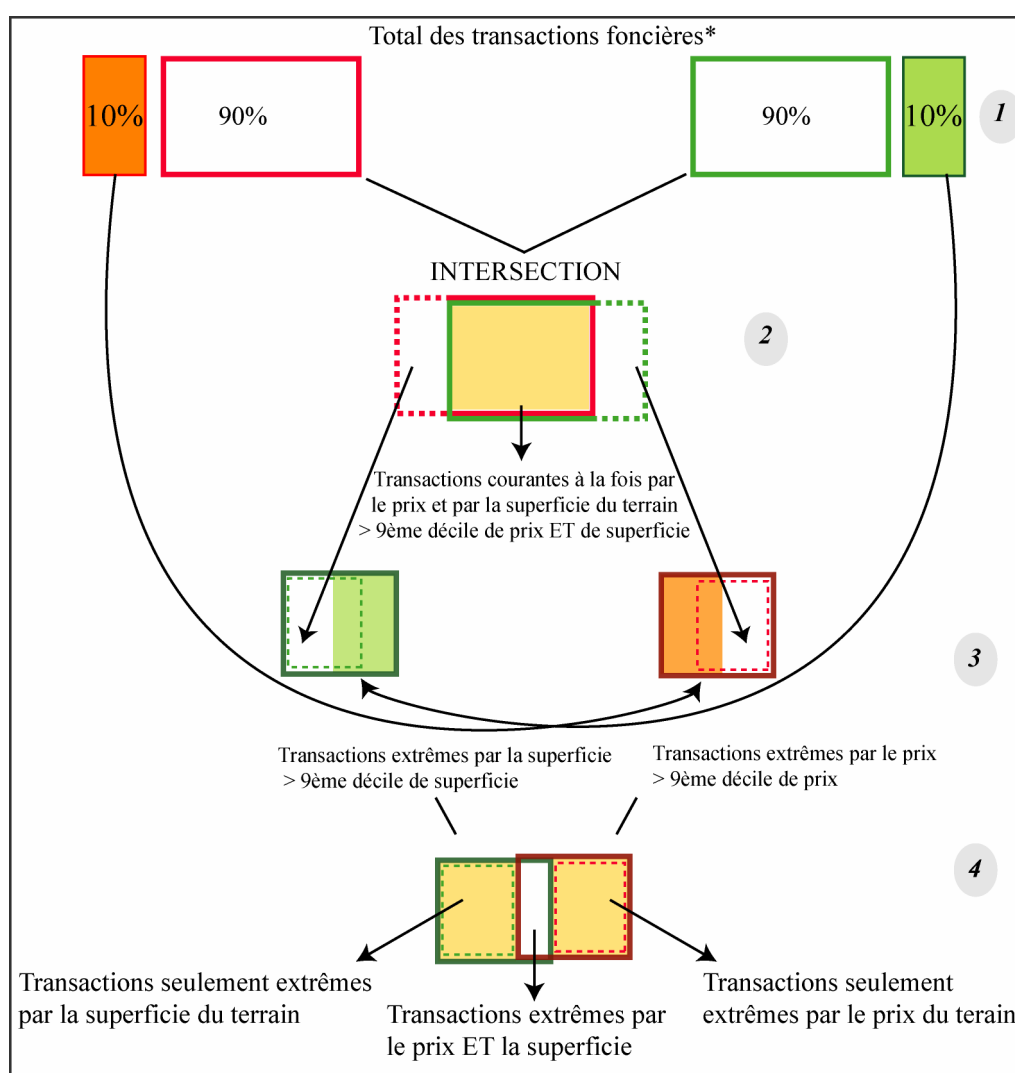 Total des transactions foncières*
10%
90%
90%
10%
1
INTERSECTION
2
Transactions courantes à la fois par
le prix et par la superficie du terrain
> 9ème décile de prix ET de superficie
3
Transactions extrêmes par la superficie
> 9ème décile de superficie
Transactions extrêmes par le prix
> 9ème décile de prix
4
Transactions seulement extrêmes
par la superficie du terrain
Transactions extrêmes par
le prix ET la superficie
Transactions seulement
extrêmes par le prix du terain